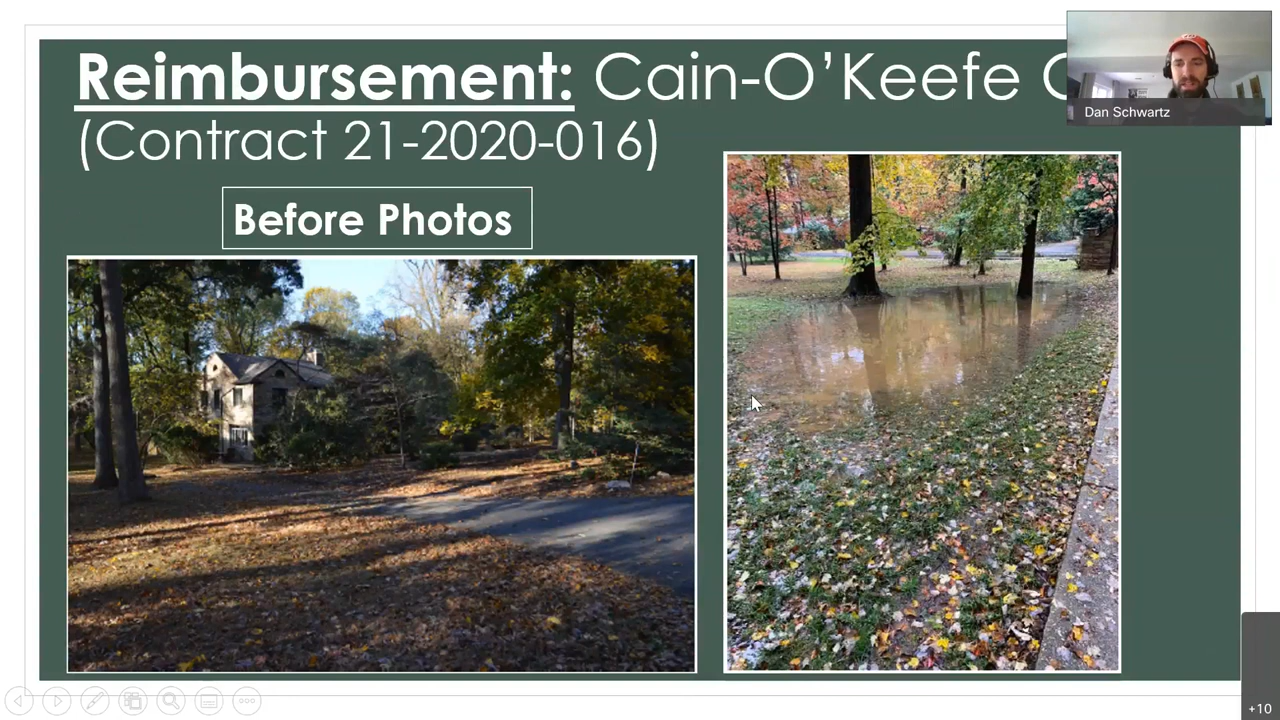 Reimbursement: Cain-O’Keefe
(Contract 21-2020-016)
Dan Schwartz
Before Photos
+10